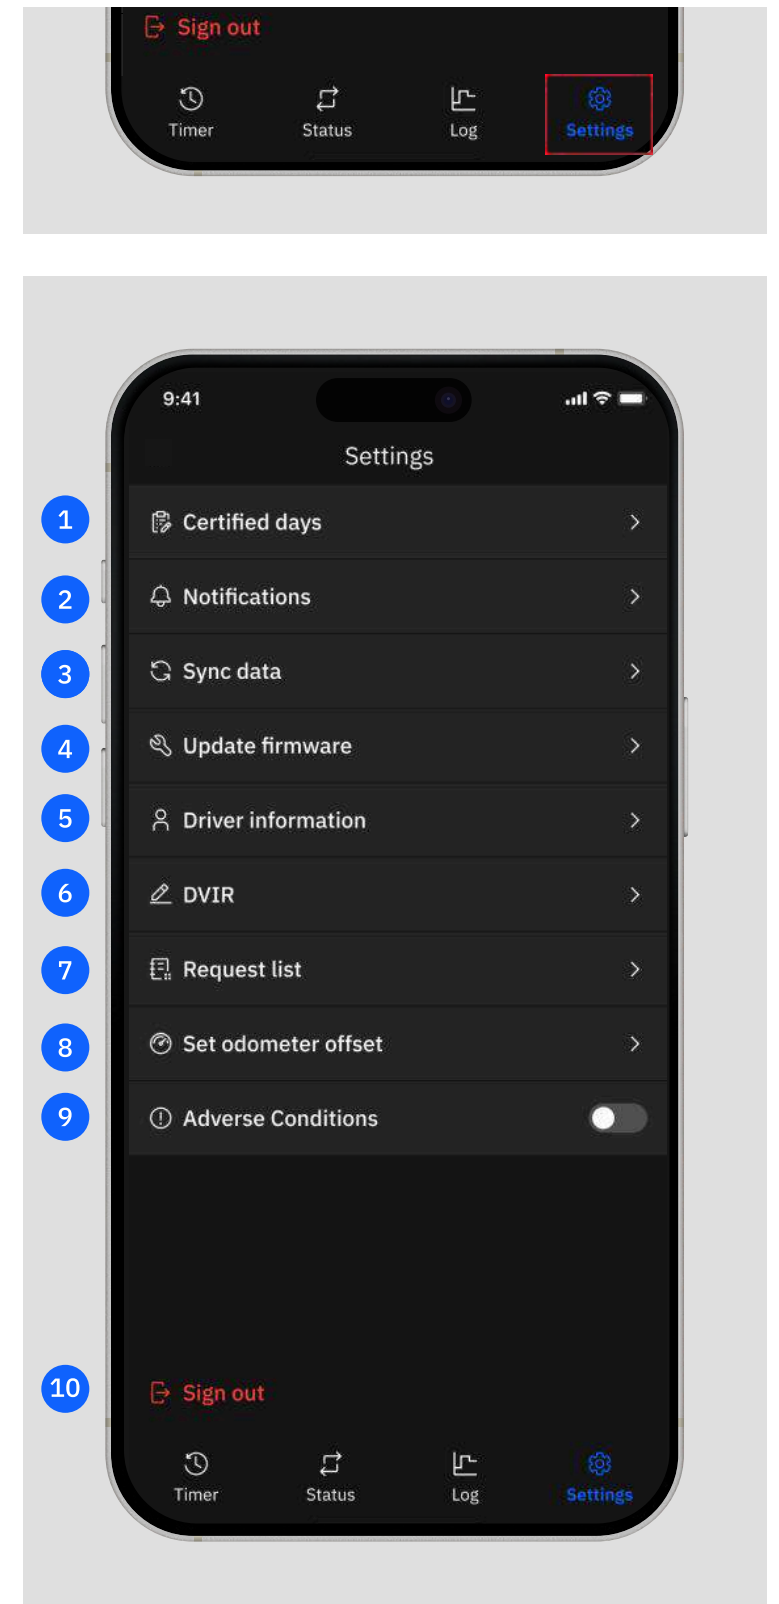 Sign out
Timer Status Log Settings
9:41
Settings
1 Certified days
2 Notifications
3 Sync data
4 Update firmware
5 Driver information
6 DVIR
7 Request list
8 Set odometer offset
9 Adverse Conditions
10 Sign out
Timer Status Log Settings